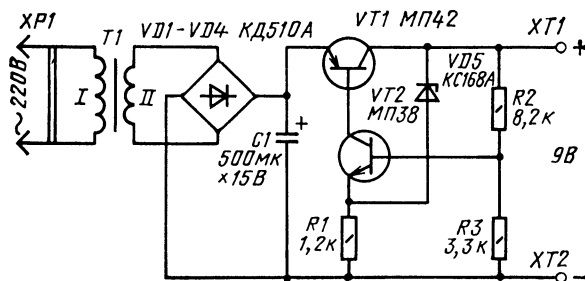 XP1
T1
VD1-VD4 КД510А
VT1 МП42
XT1
+
~220В
I
II
VD5
КС168А
VT2
МП38
R2
8,2к
C1
500мк
×15В
+
9В
R1
1,2к
R3
3,3к
XT2
-